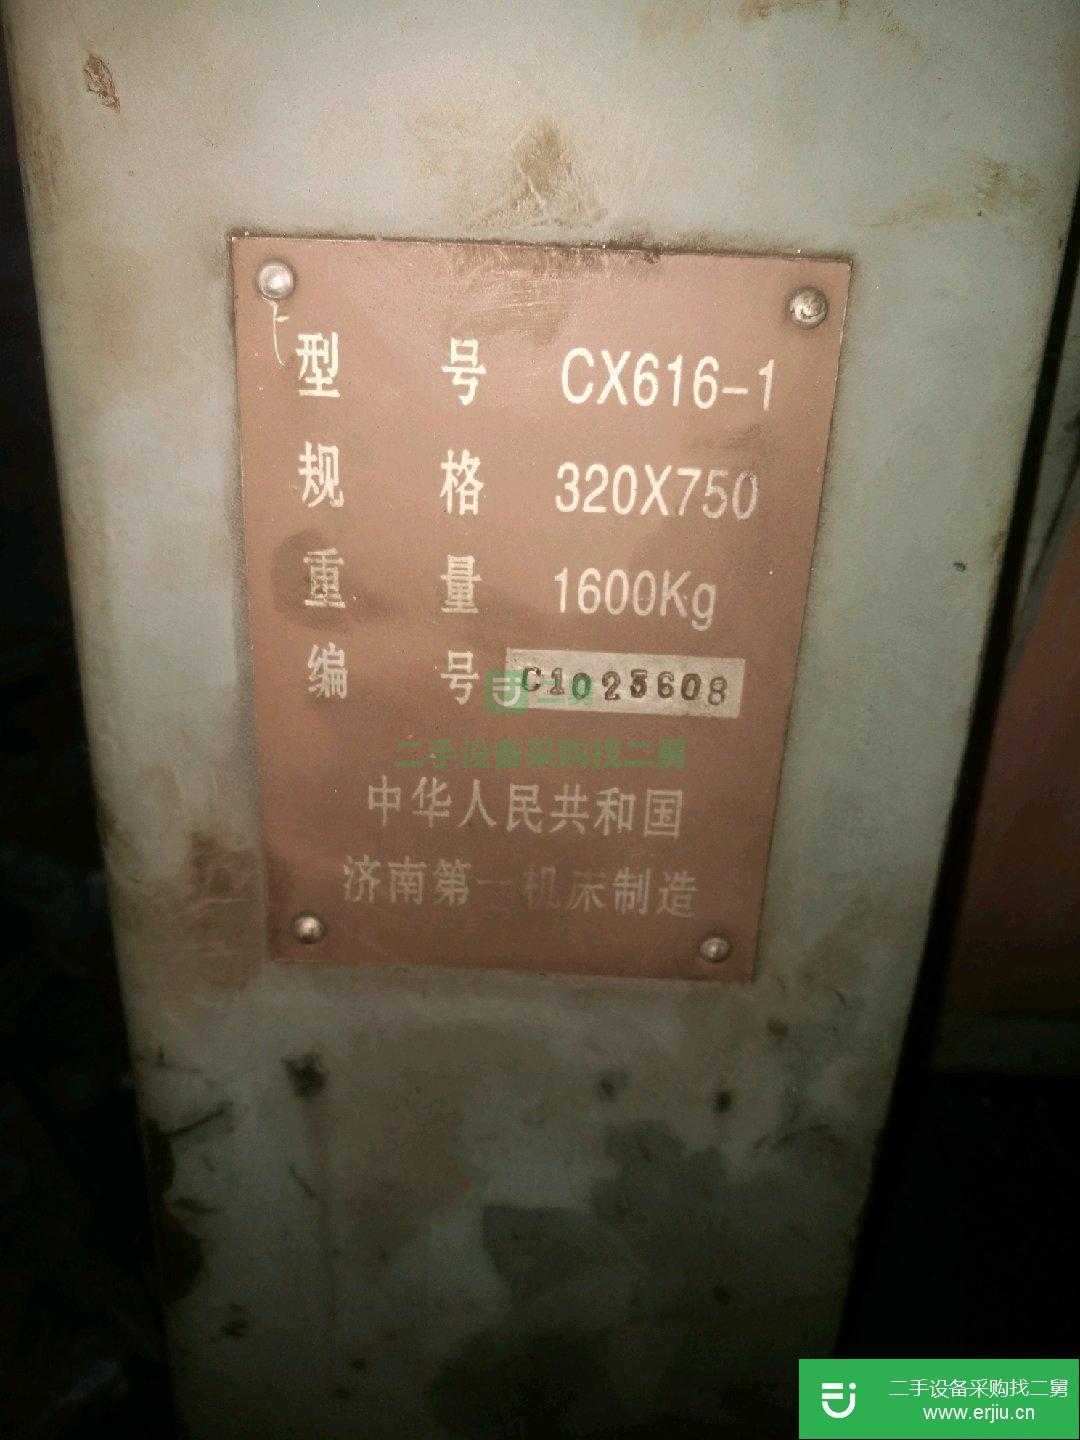 型 号 CX616-1
规 格 320X750
重 量 1600Kg
编 号 C1023608
二舅
二手设备采购找二舅
中华人民共和国
济南第一机床制造
二手设备采购找二舅
www.erjiu.cn